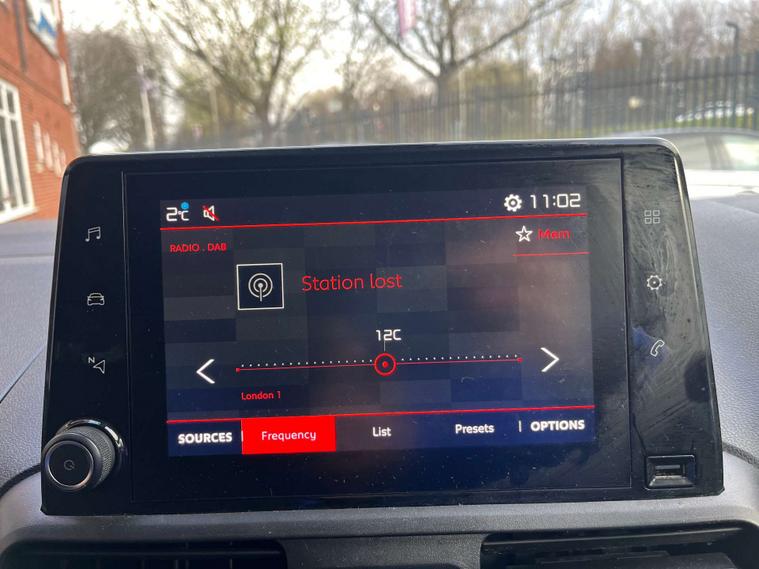 2°C
11:02
RADIO . DAB
Mem
Station lost
12C
London 1
SOURCES
Frequency
List
Presets
OPTIONS
N